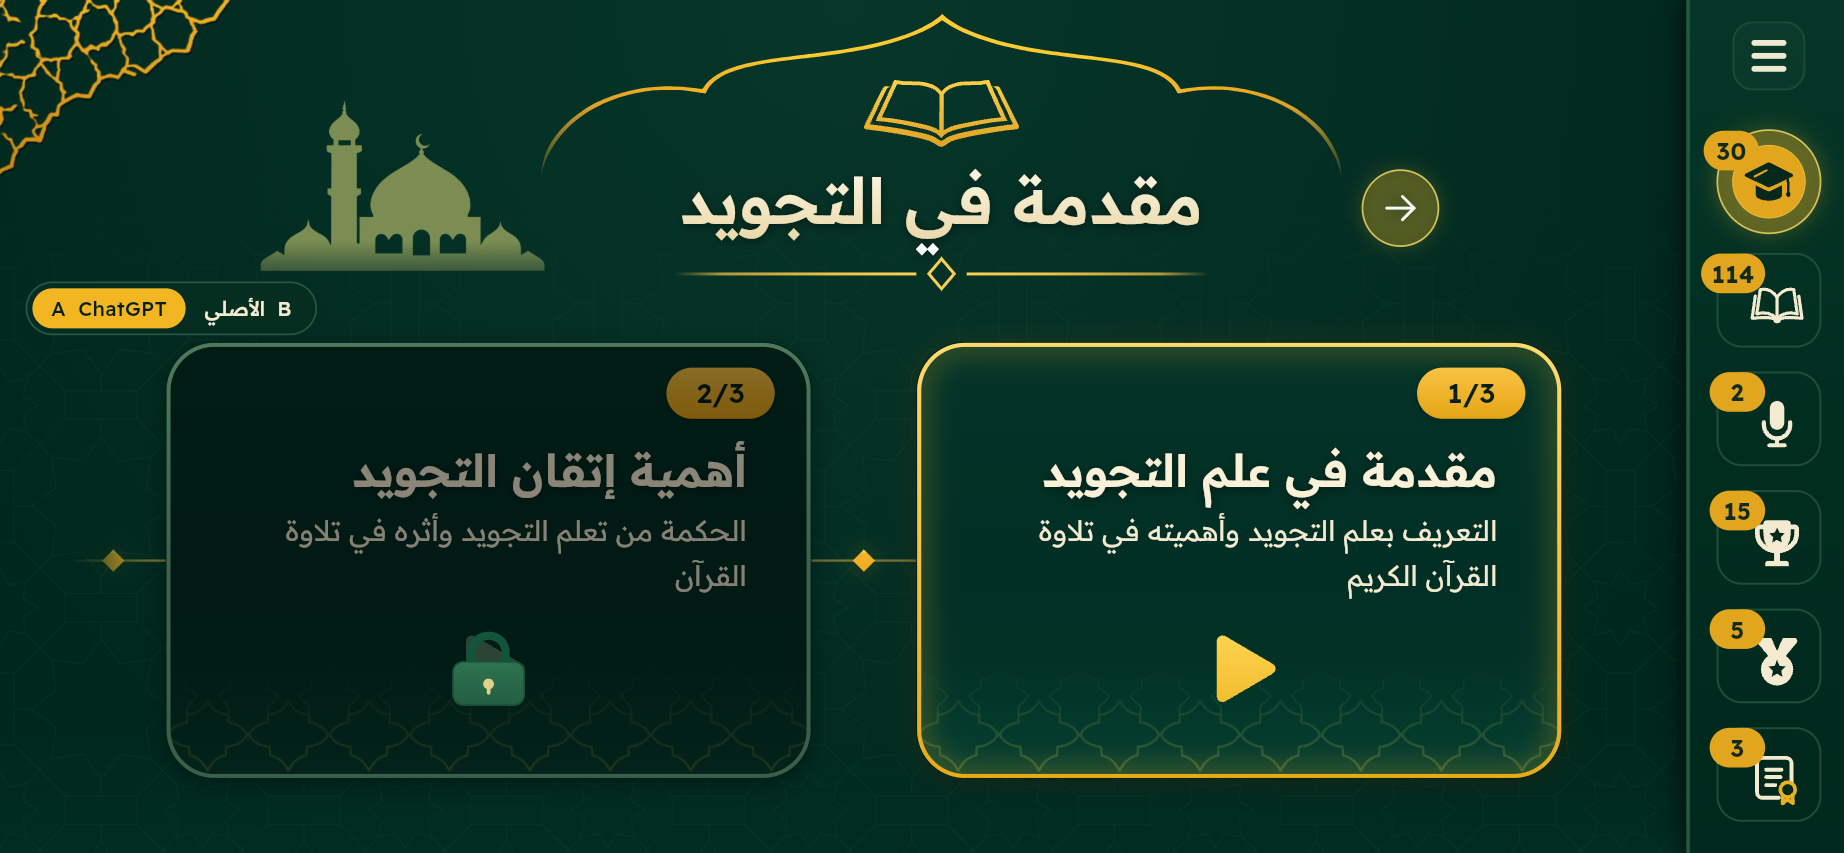 مقدمة في التجويد
A ChatGPT
B الأصلي
1/3
مقدمة في علم التجويد
التعريف بعلم التجويد وأهميته في تلاوة
القرآن الكريم
2/3
أهمية إتقان التجويد
الحكمة من تعلم التجويد وأثره في تلاوة
القرآن
30
114
2
15
5
3